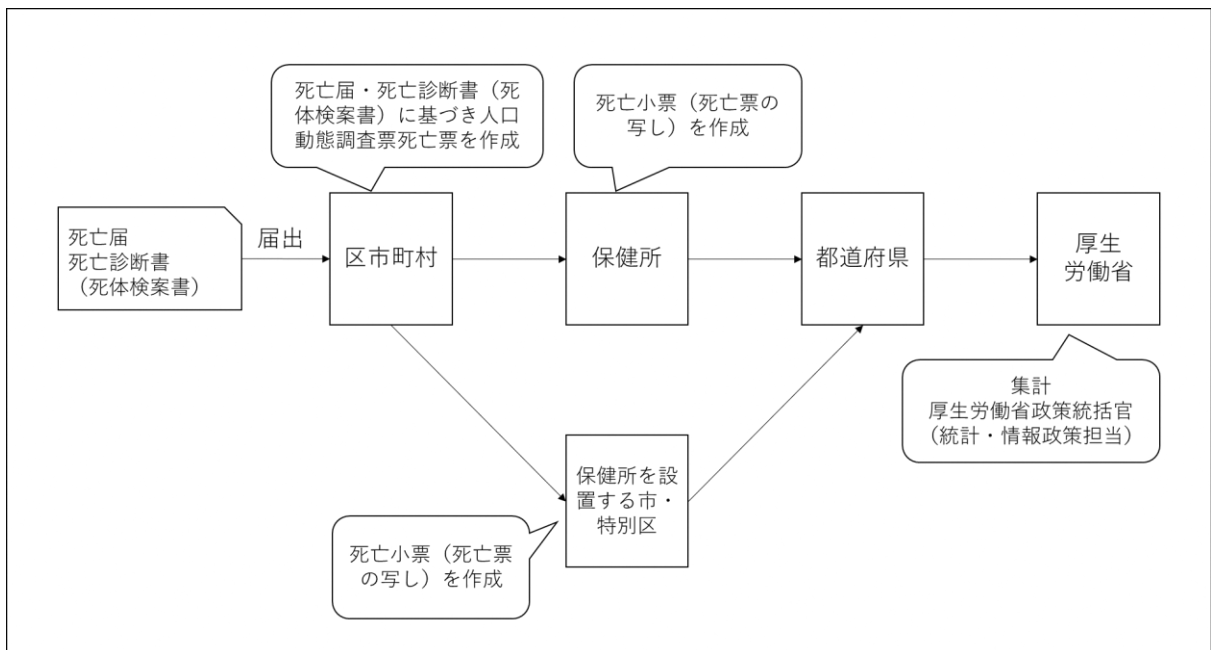 死亡届・死亡診断書（死
体検案書）に基づき人口
動態調査票死亡票を作成
死亡小票（死亡票の
写し）を作成
死亡届
死亡診断書
（死体検案書）
届出
区市町村
保健所
都道府県
厚生
労働省
集計
厚生労働省政策統括官
（統計・情報政策担当）
保健所を設
置する市・
特別区
死亡小票（死亡票
の写し）を作成